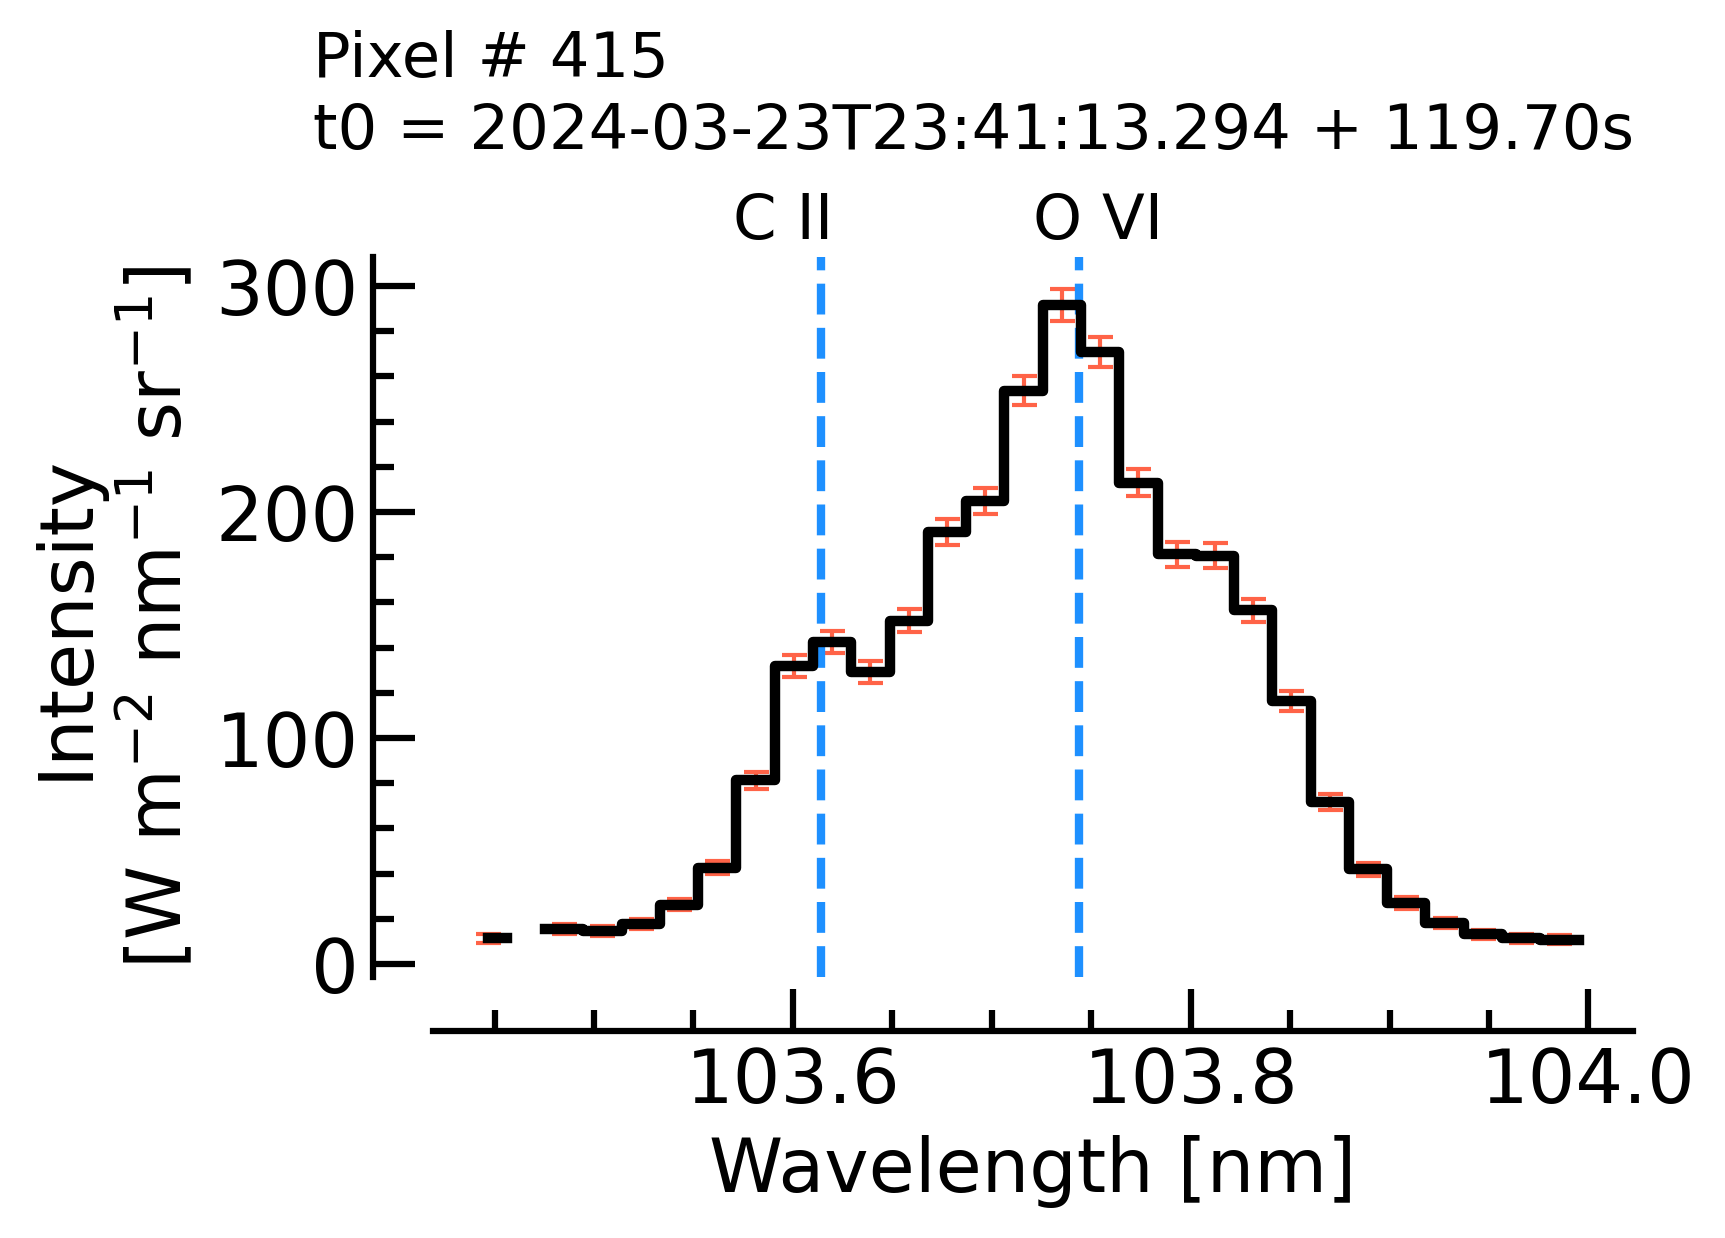 Pixel # 415
t0 = 2024-03-23T23:41:13.294 + 119.70s
C II
O VI
Intensity
[W m⁻² nm⁻¹ sr⁻¹]
300
200
100
0
103.6
103.8
104.0
Wavelength [nm]